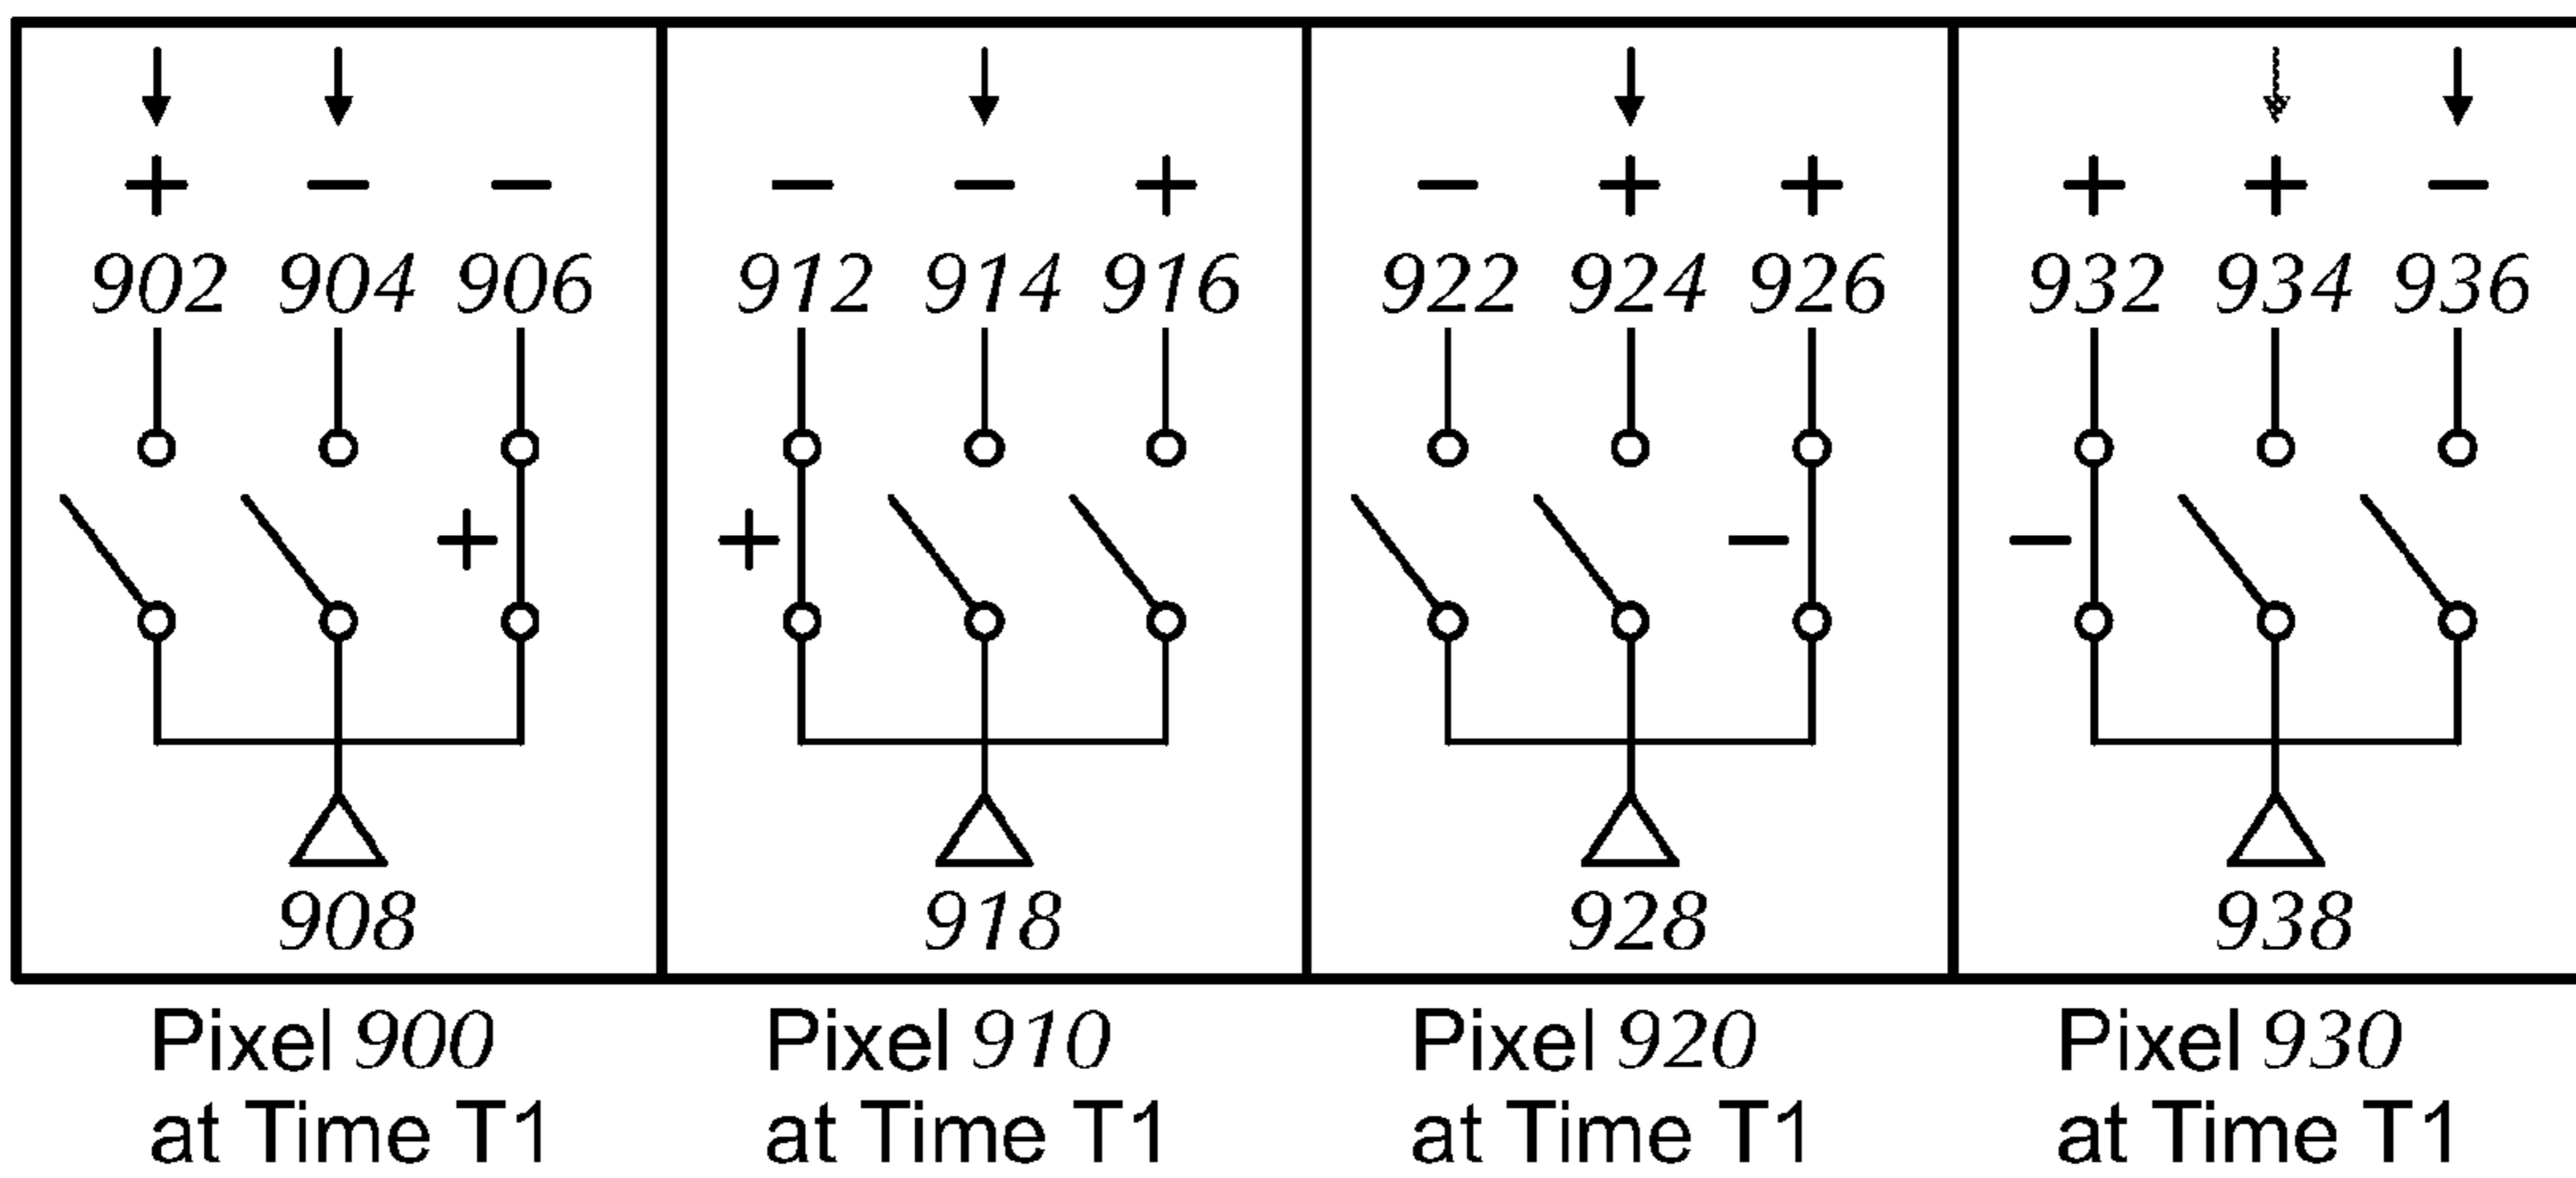 + − −
902 904 906
+
908
− − +
912 914 916
+
918
− + +
922 924 926
−
928
+ + −
932 934 936
−
938
Pixel 900
at Time T1
Pixel 910
at Time T1
Pixel 920
at Time T1
Pixel 930
at Time T1